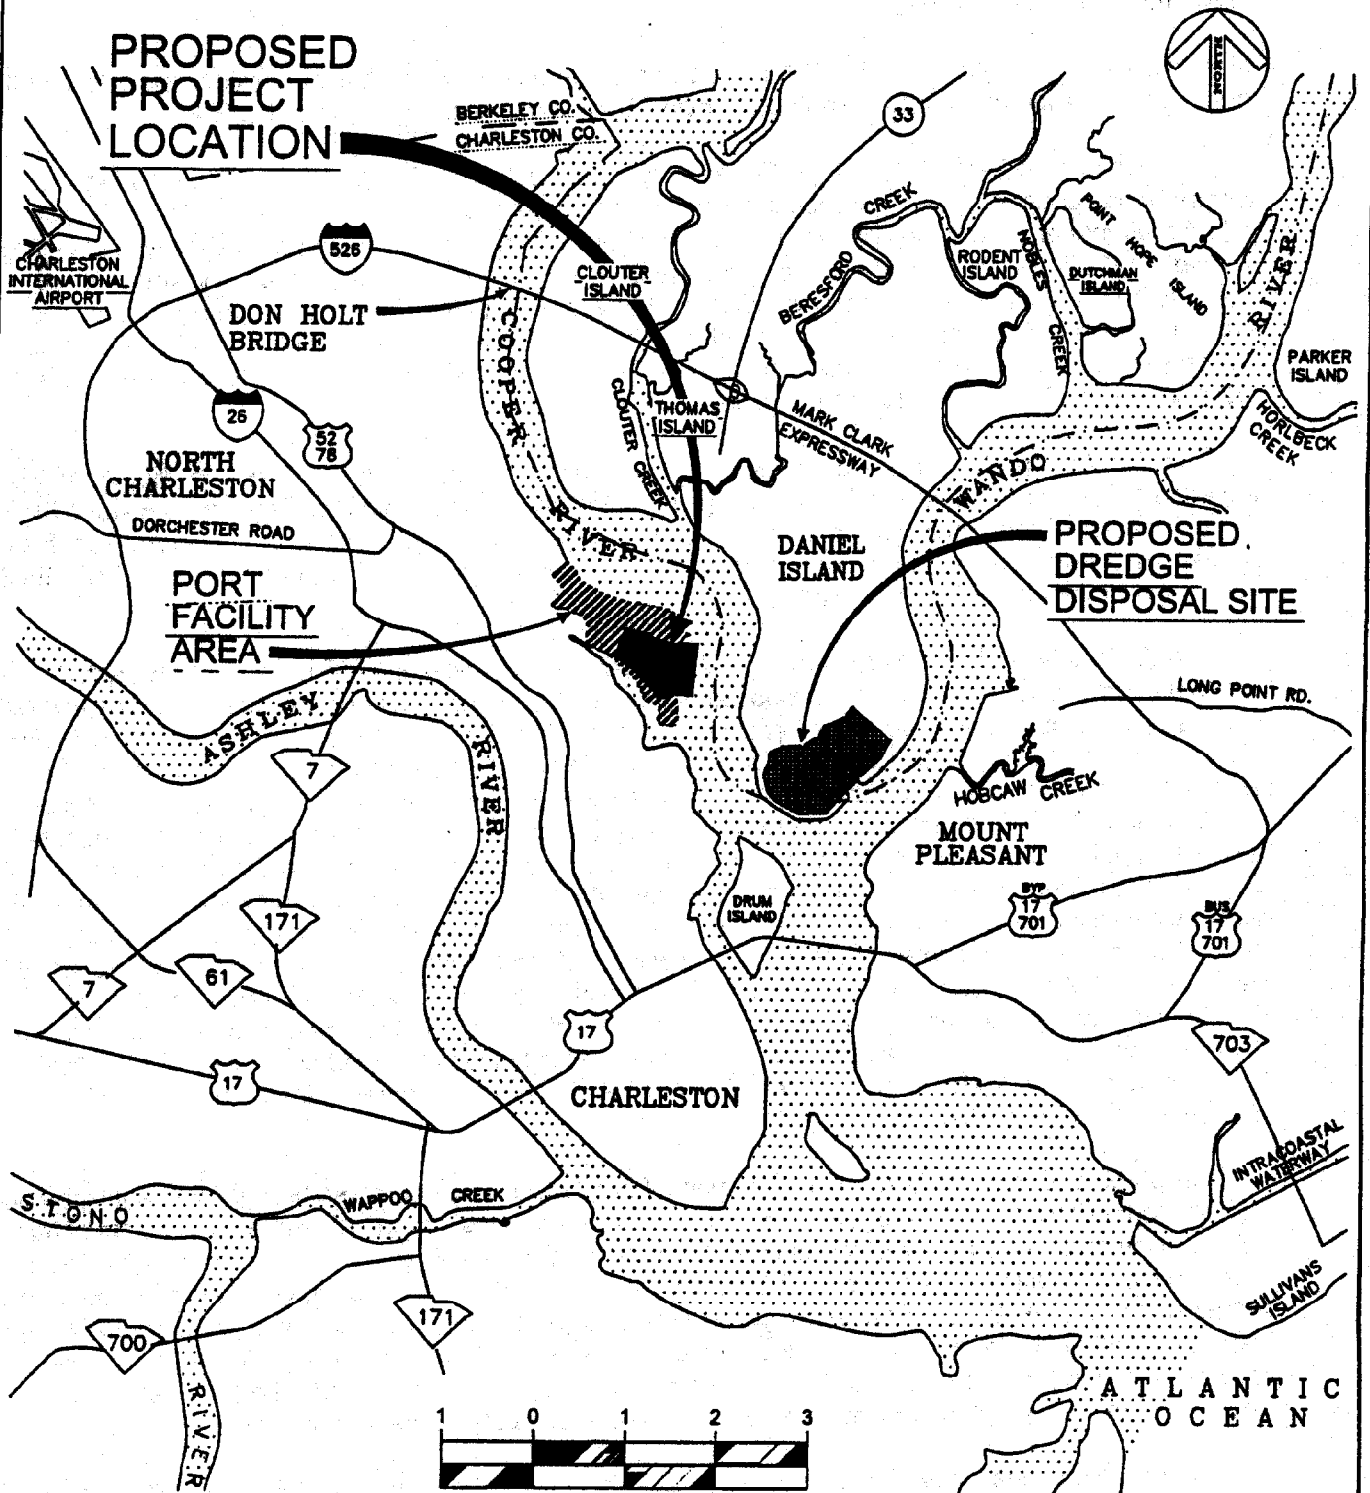 PROPOSED
PROJECT
LOCATION
NORTH
BERKELEY CO.
CHARLESTON CO.
33
CHARLESTON
INTERNATIONAL
AIRPORT
526
DON HOLT
BRIDGE
CLOUTER
ISLAND
BERESFORD
CREEK
RODENT
ISLAND
NOBLES
CREEK
POINT
HOPE
ISLAND
DUTCHMAN
ISLAND
RIVER
PARKER
ISLAND
HORLBECK
CREEK
COOPER
RIVER
CLOUTER CREEK
THOMAS
ISLAND
MARK CLARK
EXPRESSWAY
26
52
78
NORTH
CHARLESTON
DORCHESTER ROAD
WANDO
DANIEL
ISLAND
PROPOSED
DREDGE
DISPOSAL SITE
PORT
FACILITY
AREA
LONG POINT RD.
ASHLEY
RIVER
7
HOBCAW CREEK
MOUNT
PLEASANT
DRUM
ISLAND
BYP
17
701
BUS
17
701
171
61
7
17
17
703
CHARLESTON
INTRACOASTAL
WATERWAY
STONO
RIVER
WAPPOO CREEK
SULLIVANS
ISLAND
171
700
ATLANTIC
OCEAN
1 0 1 2 3